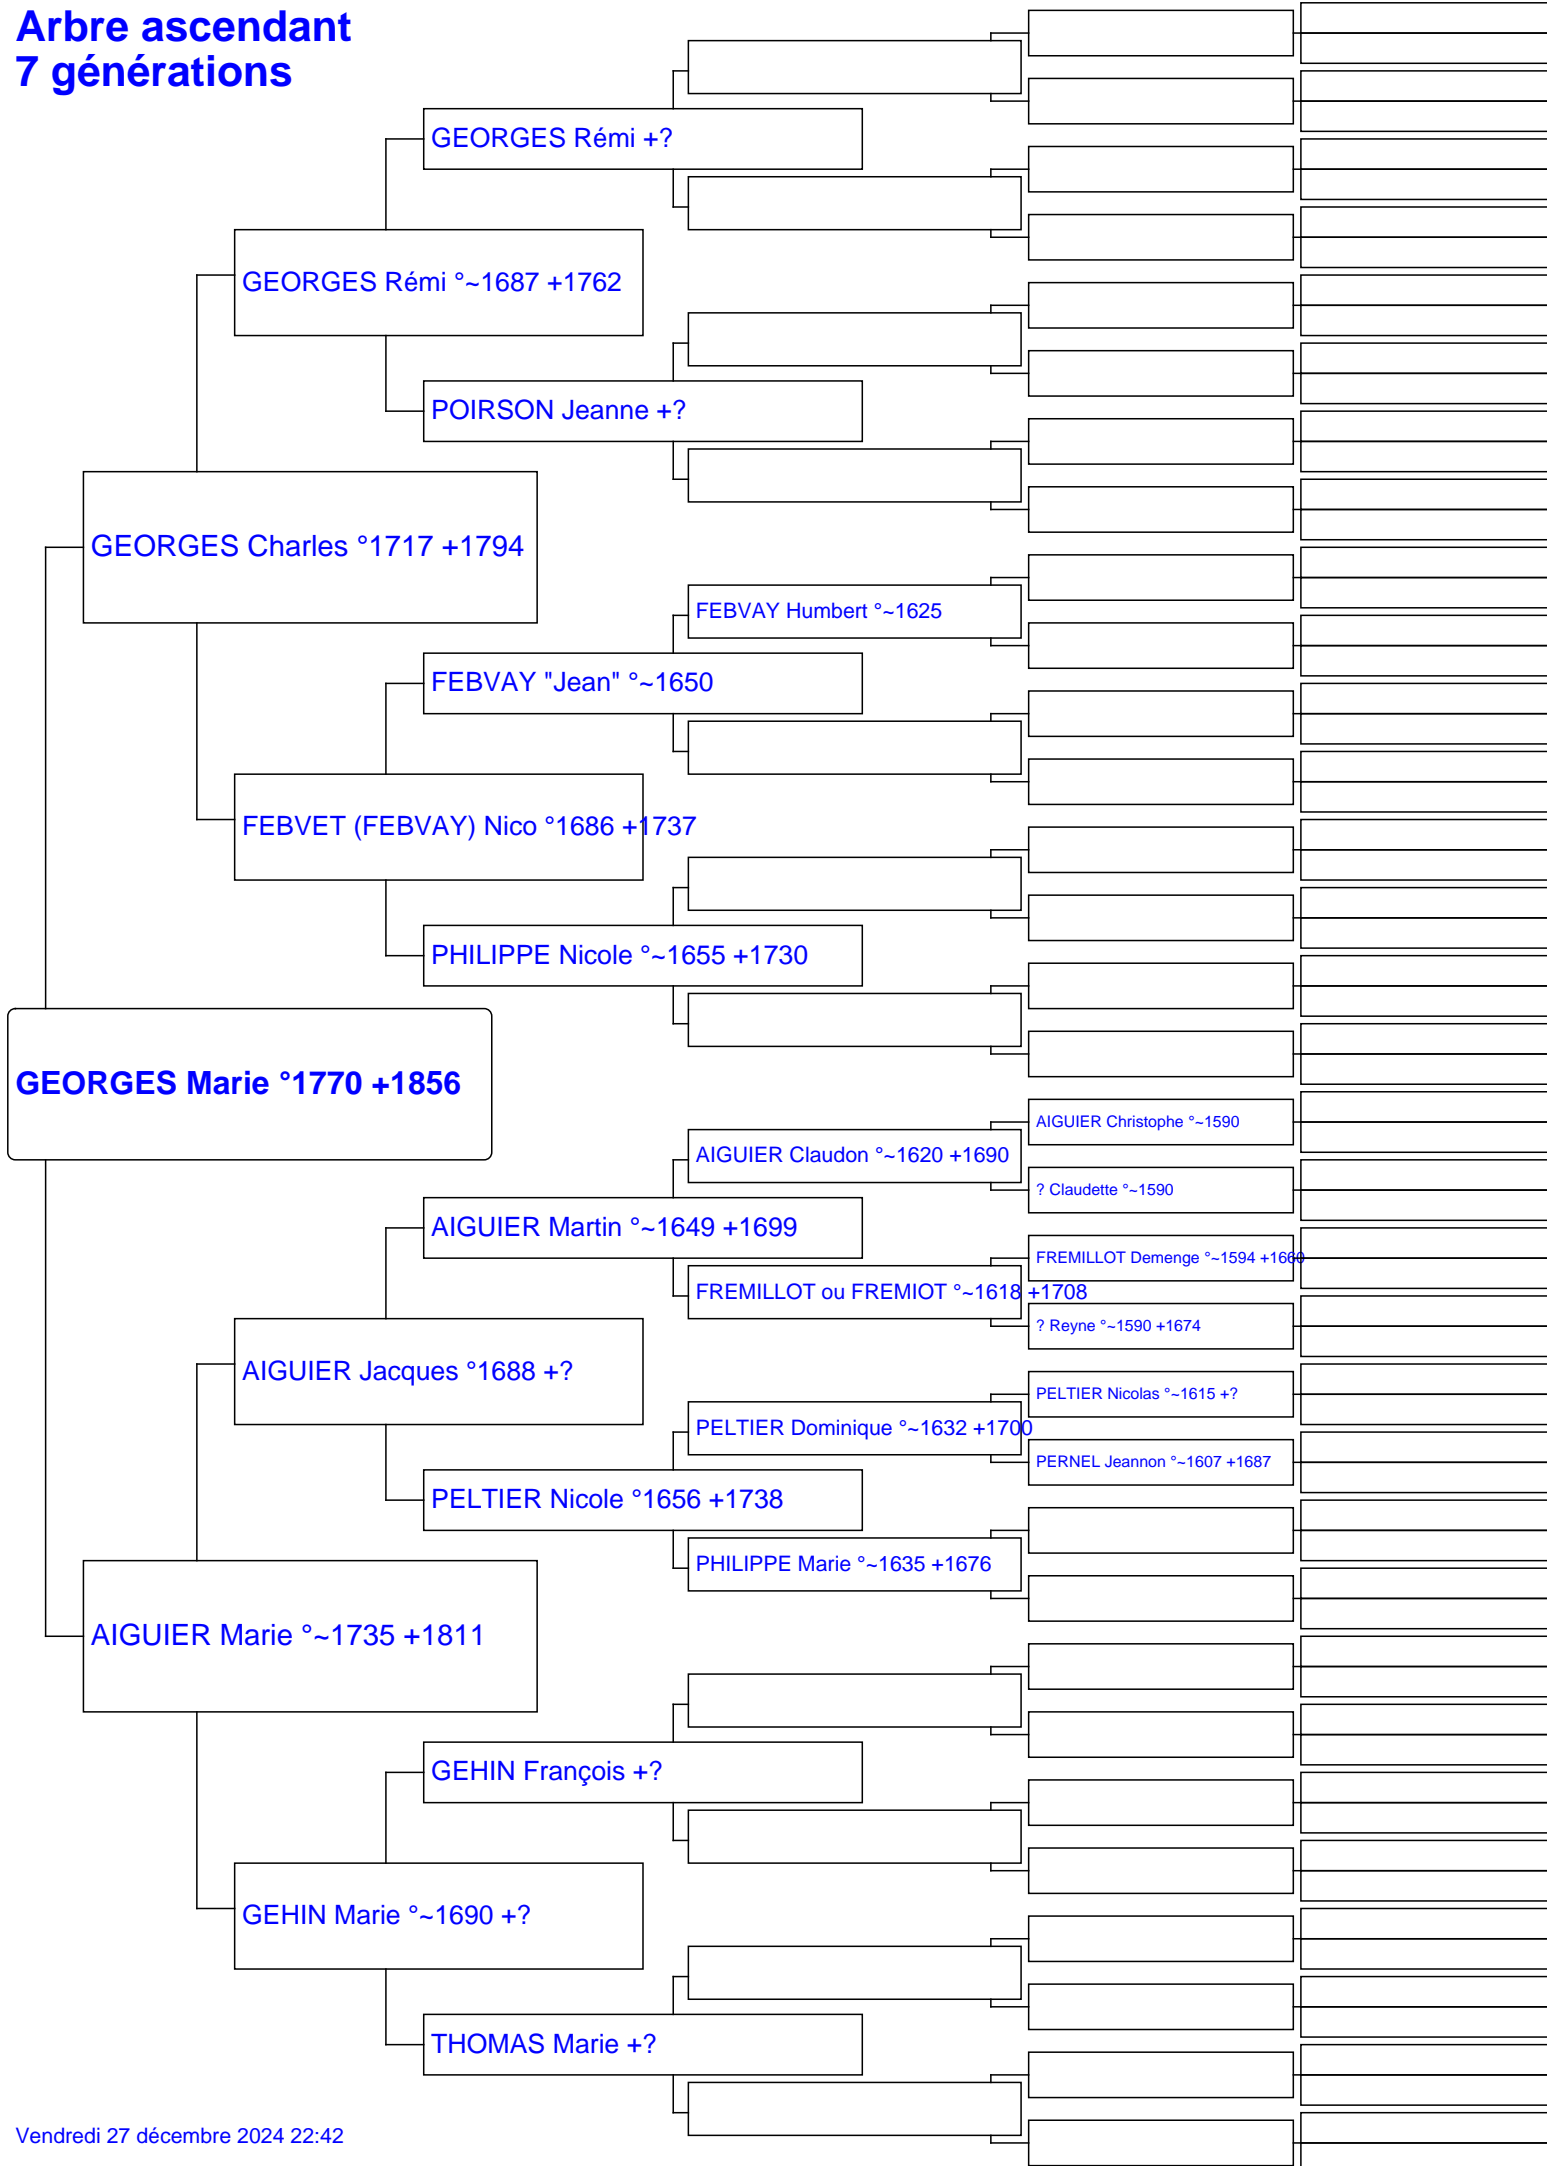 Arbre ascendant
7 générations
GEORGES Rémi +?
GEORGES Rémi °~1687 +1762
POIRSON Jeanne +?
GEORGES Charles °1717 +1794
FEBVAY Humbert °~1625
FEBVAY "Jean" °~1650
FEBVET (FEBVAY) Nico °1686 +1737
PHILIPPE Nicole °~1655 +1730
GEORGES Marie °1770 +1856
AIGUIER Christophe °~1590
AIGUIER Claudon °~1620 +1690
? Claudette °~1590
AIGUIER Martin °~1649 +1699
FREMILLOT Demenge °~1594 +1660
FREMILLOT ou FREMIOT °~1618 +1708
? Reyne °~1590 +1674
AIGUIER Jacques °1688 +?
PELTIER Nicolas °~1615 +?
PELTIER Dominique °~1632 +1700
PERNEL Jeannon °~1607 +1687
PELTIER Nicole °1656 +1738
PHILIPPE Marie °~1635 +1676
AIGUIER Marie °~1735 +1811
GEHIN François +?
GEHIN Marie °~1690 +?
THOMAS Marie +?
Vendredi 27 décembre 2024 22:42